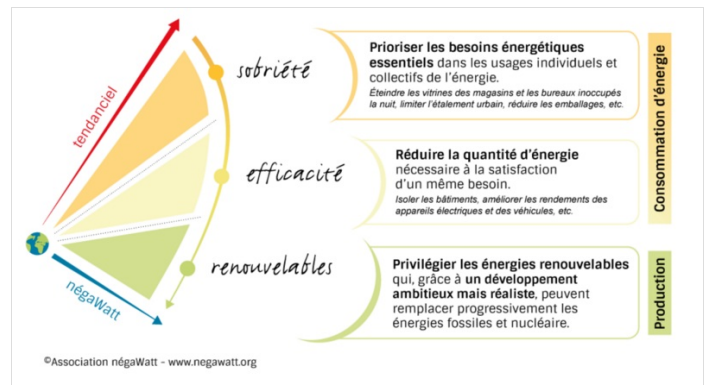 tendanciel
sobriété
Prioriser les besoins énergétiques
essentiels dans les usages individuels et
collectifs de l'énergie.
Éteindre les vitrines des magasins et les bureaux inoccupés
la nuit, limiter l'étalement urbain, réduire les emballages, etc.
efficacité
Réduire la quantité d'énergie
nécessaire à la satisfaction
d'un même besoin.
Isoler les bâtiments, améliorer les rendements des
appareils électriques et des véhicules, etc.
Consommation d'énergie
renouvelables
Privilégier les énergies renouvelables
qui, grâce à un développement
ambitieux mais réaliste, peuvent
remplacer progressivement les
énergies fossiles et nucléaire.
Production
négaWatt
©Association négaWatt - www.negawatt.org